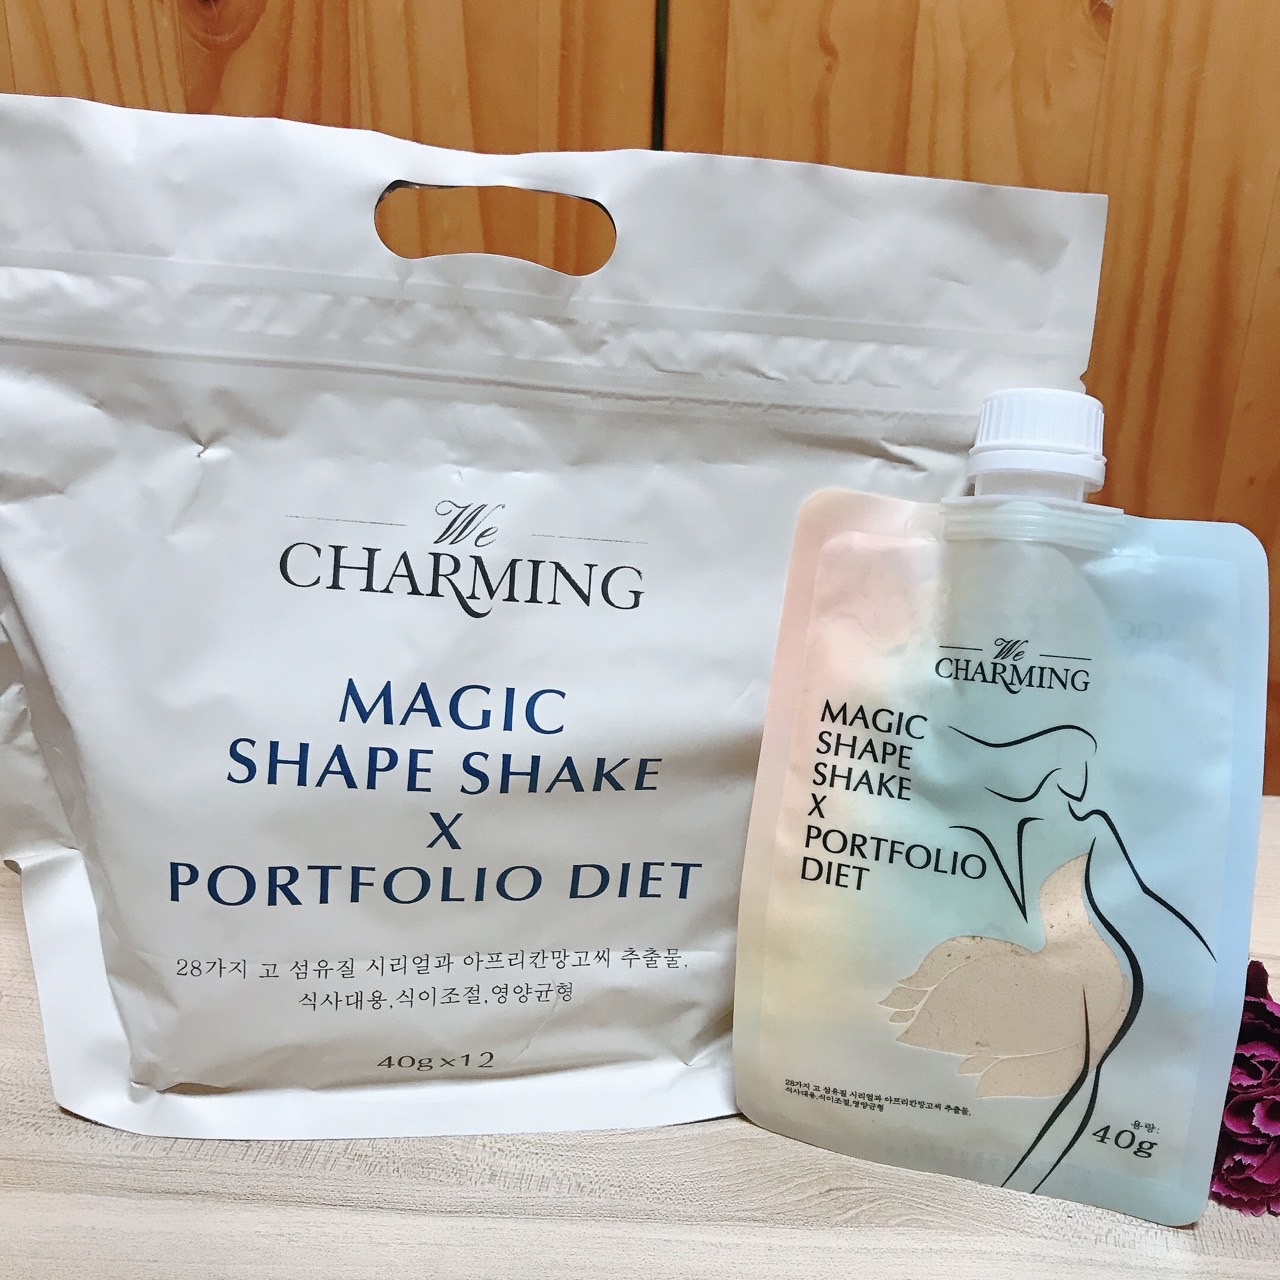 We
CHARMING
MAGIC
SHAPE SHAKE
X
PORTFOLIO DIET
28가지 고 섬유질 시리얼과 아프리칸망고씨 추출물,
식사대용,식이조절,영양균형
40g x 12
We
CHARMING
MAGIC
SHAPE
SHAKE
X
PORTFOLIO
DIET
28가지 고 섬유질 시리얼과 아프리칸망고씨 추출물,
식사대용,식이조절,영양균형
용량:
40g